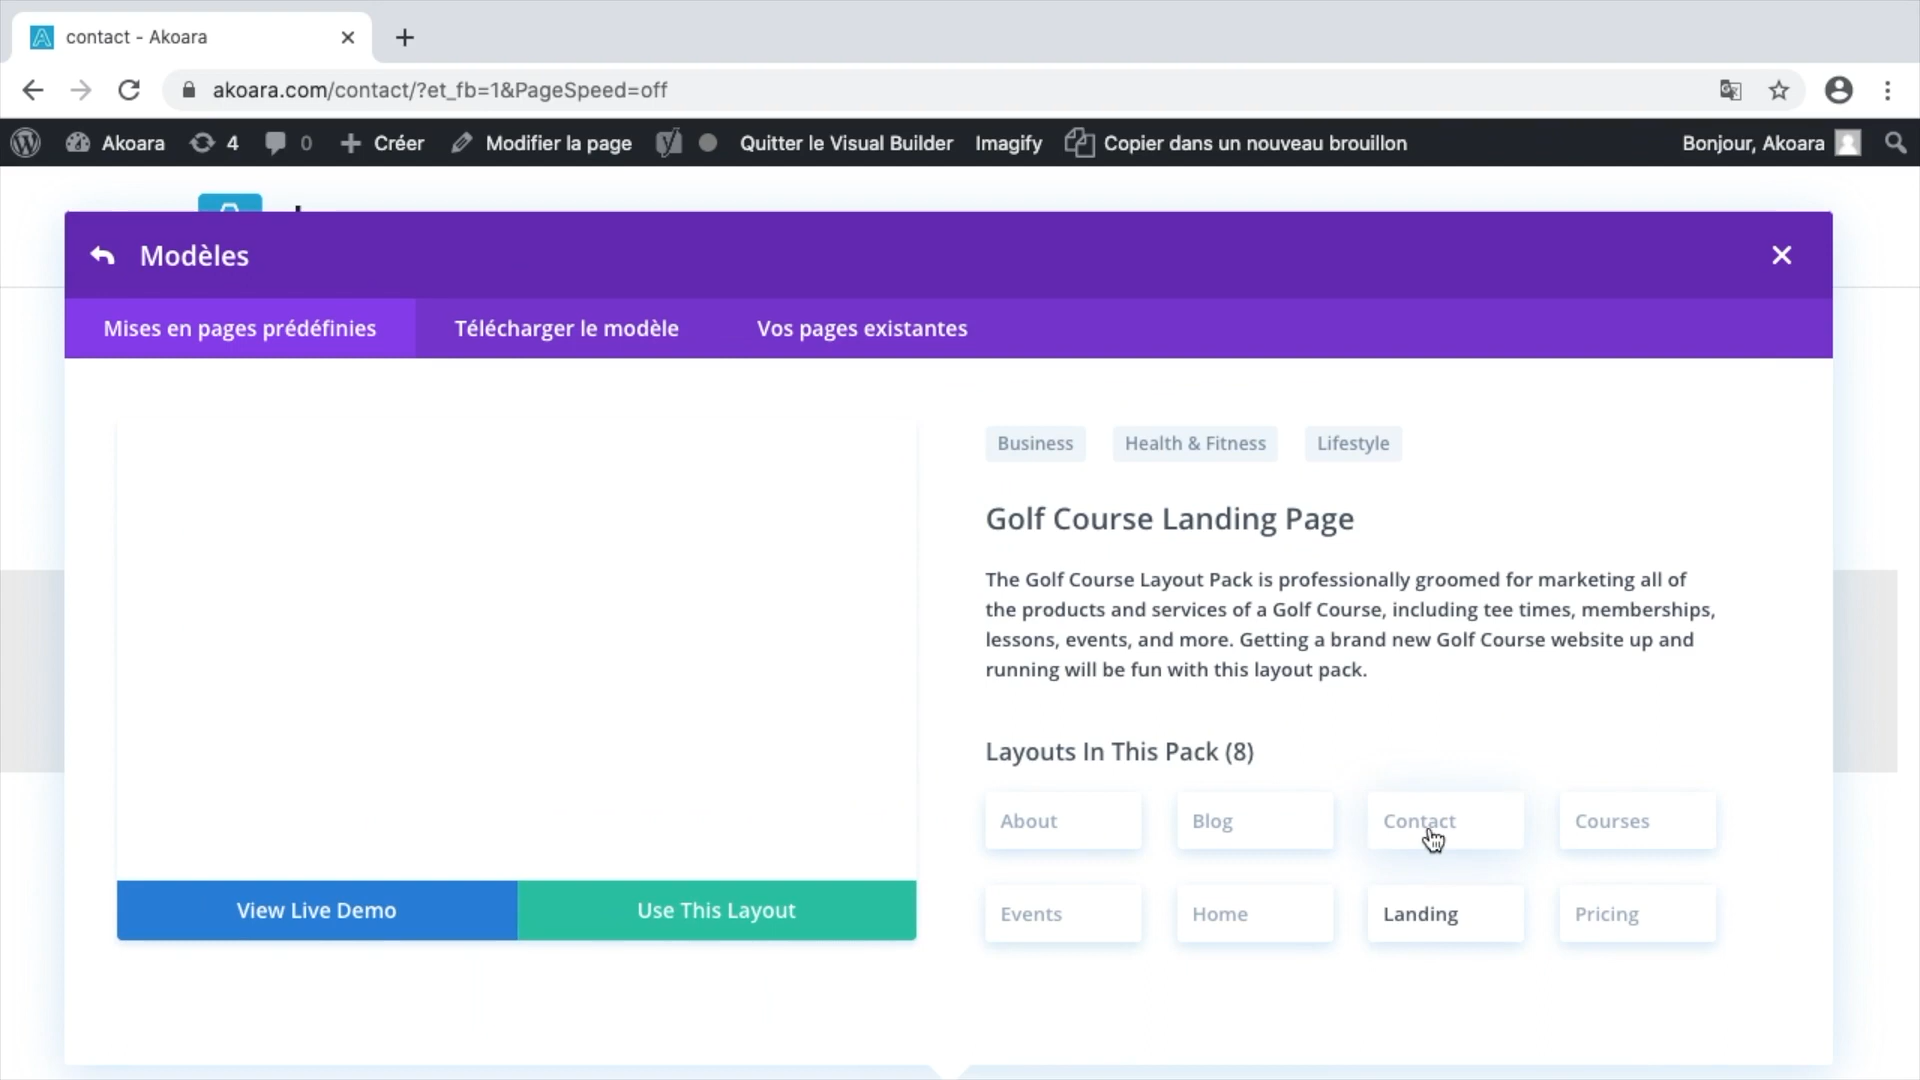 contact - Akoara
akoara.com/contact/?et_fb=1&PageSpeed=off
Akoara 4 0 Créer Modifier la page Quitter le Visual Builder Imagify Copier dans un nouveau brouillon Bonjour, Akoara
Modèles
Mises en pages prédéfinies Télécharger le modèle Vos pages existantes
Business Health & Fitness Lifestyle
Golf Course Landing Page
The Golf Course Layout Pack is professionally groomed for marketing all of
the products and services of a Golf Course, including tee times, memberships,
lessons, events, and more. Getting a brand new Golf Course website up and
running will be fun with this layout pack.
Layouts In This Pack (8)
About Blog Contact Courses
Events Home Landing Pricing
View Live Demo Use This Layout